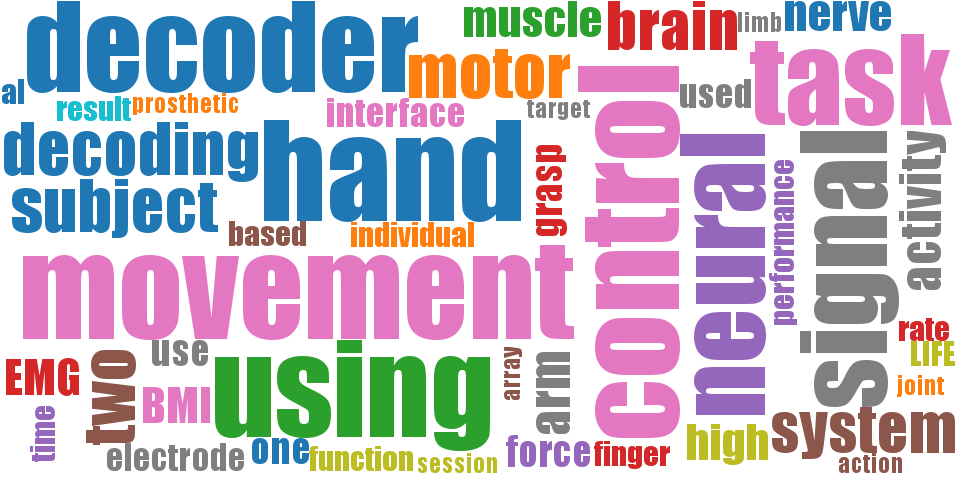 decoder
muscle
brain
limb
nerve
motor
task
al
result
prosthetic
interface
target
used
decoding
hand
control
neural
signal
activity
subject
grasp
performance
based
individual
movement
rate
LIFE
use
using
EMG
two
BMI
array
arm
joint
time
electrode
one
function
session
force
finger
high
system
action